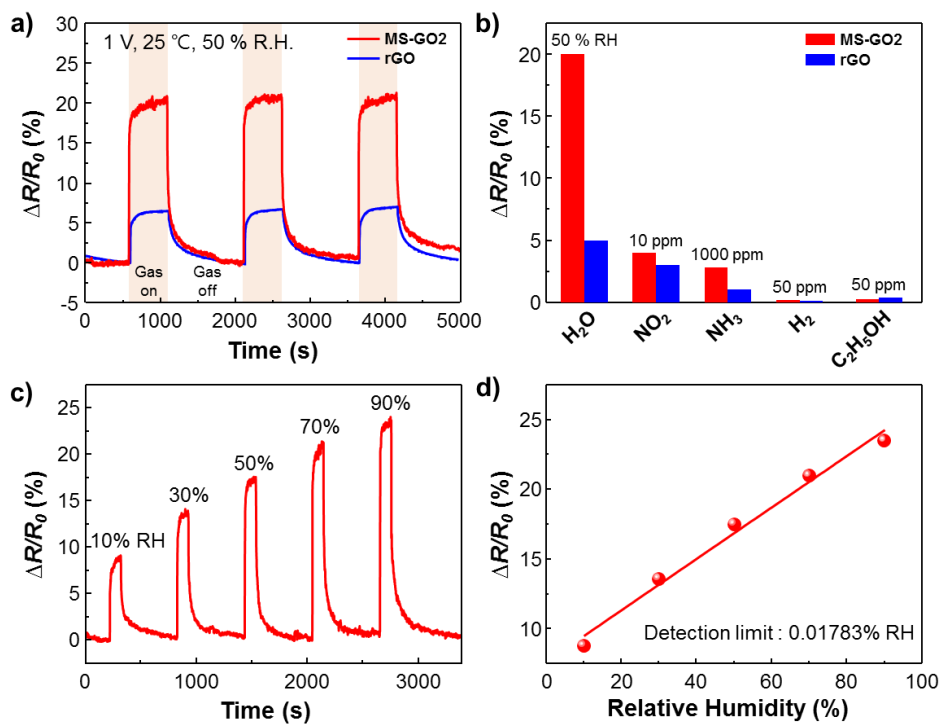 a)
1 V, 25 ℃, 50 % R.H.
MS-GO2
rGO
30
25
20
15
10
5
0
-5
ΔR/R₀ (%)
Gas on
Gas off
0
1000
2000
3000
4000
5000
Time (s)
b)
50 % RH
MS-GO2
rGO
20
15
10
5
0
ΔR/R₀ (%)
10 ppm
1000 ppm
50 ppm
50 ppm
H₂O
NO₂
NH₃
H₂
C₂H₅OH
c)
25
20
15
10
5
0
ΔR/R₀ (%)
10% RH
30%
50%
70%
90%
0
1000
2000
3000
Time (s)
d)
25
20
15
10
ΔR/R₀ (%)
Detection limit : 0.01783% RH
0
20
40
60
80
100
Relative Humidity (%)